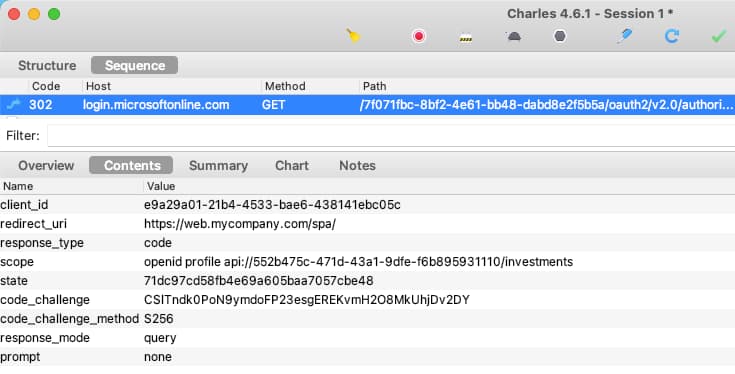 Charles 4.6.1 - Session 1 *
Structure Sequence
Code Host Method Path
302 login.microsoftonline.com GET /7f071fbc-8bf2-4e61-bb48-dabd8e2f5b5a/oauth2/v2.0/authori...
Filter:
Overview Contents Summary Chart Notes
Name Value
client_id e9a29a01-21b4-4533-bae6-438141ebc05c
redirect_uri https://web.mycompany.com/spa/
response_type code
scope openid profile api://552b475c-471d-43a1-9dfe-f6b895931110/investments
state 71dc97cd58fb4e69a605baa7057cbe48
code_challenge CSITndk0PoN9ymdoFP23esgEREKvmH2O8MkUhjDv2DY
code_challenge_method S256
response_mode query
prompt none